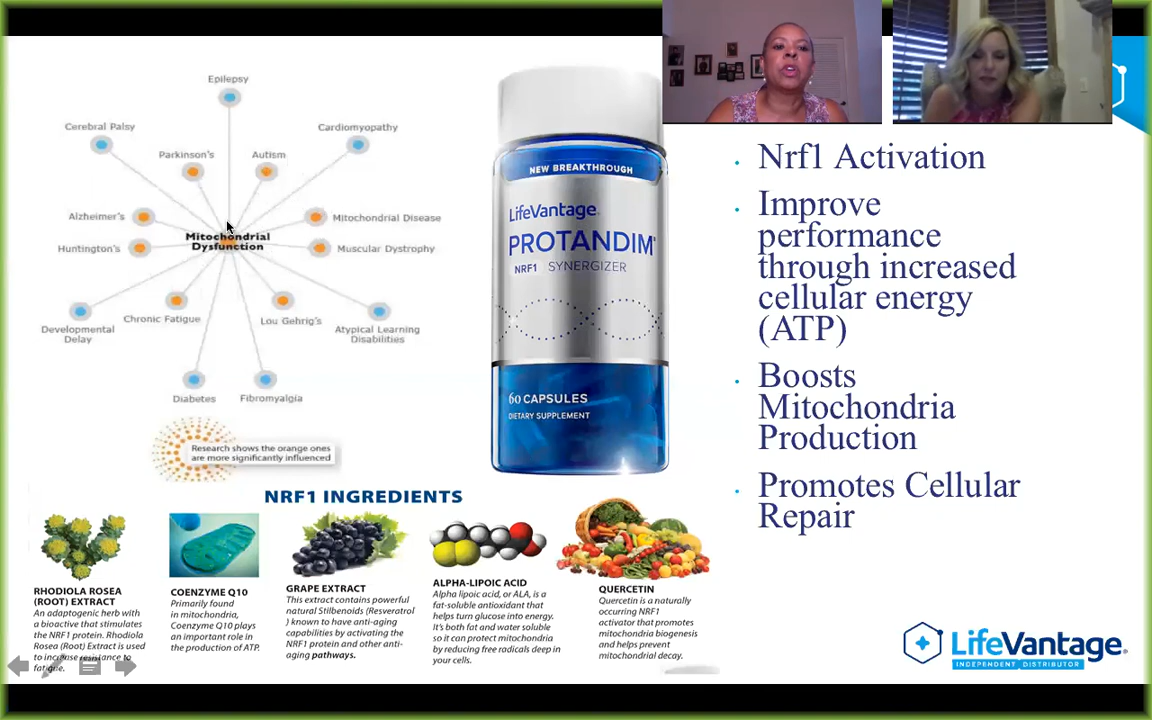 Epilepsy
Cerebral Palsy
Cardiomyopathy
Parkinson's
Autism
Alzheimer's
Mitochondrial Disease
Mitochondrial
Dysfunction
Huntington's
Muscular Dystrophy
Chronic Fatigue
Lou Gehrig's
Developmental
Delay
Atypical Learning
Disabilities
Diabetes
Fibromyalgia
Research shows the orange ones
are more significantly influenced
NEW BREAKTHROUGH
LifeVantage
PROTANDIM
NRF1 SYNERGIZER
60 CAPSULES
DIETARY SUPPLEMENT
• Nrf1 Activation
• Improve
performance
through increased
cellular energy
(ATP)
• Boosts
Mitochondria
Production
• Promotes Cellular
Repair
NRF1 INGREDIENTS
RHODIOLA ROSEA
(ROOT) EXTRACT
An adaptogenic herb with
a bioactive that stimulates
the NRF1 protein. Rhodiola
Rosea (Root) Extract is used
to increase resistance to
fatigue.
COENZYME Q10
Primarily found
in mitochondria,
Coenzyme Q10 plays
an important role in
the production of ATP.
GRAPE EXTRACT
This extract contains powerful
natural Stilbenoids (Resveratrol
) known to have anti-aging
capabilities by activating the
NRF1 protein and other anti-
aging pathways.
ALPHA-LIPOIC ACID
Alpha lipoic acid, or ALA, is a
fat-soluble antioxidant that
helps turn glucose into energy.
It's both fat and water soluble
so it can protect mitochondria
by reducing free radicals deep in
your cells.
QUERCETIN
Quercetin is a naturally
occurring NRF1
activator that promotes
mitochondria biogenesis
and helps prevent
mitochondrial decay.
LifeVantage®
INDEPENDENT DISTRIBUTOR